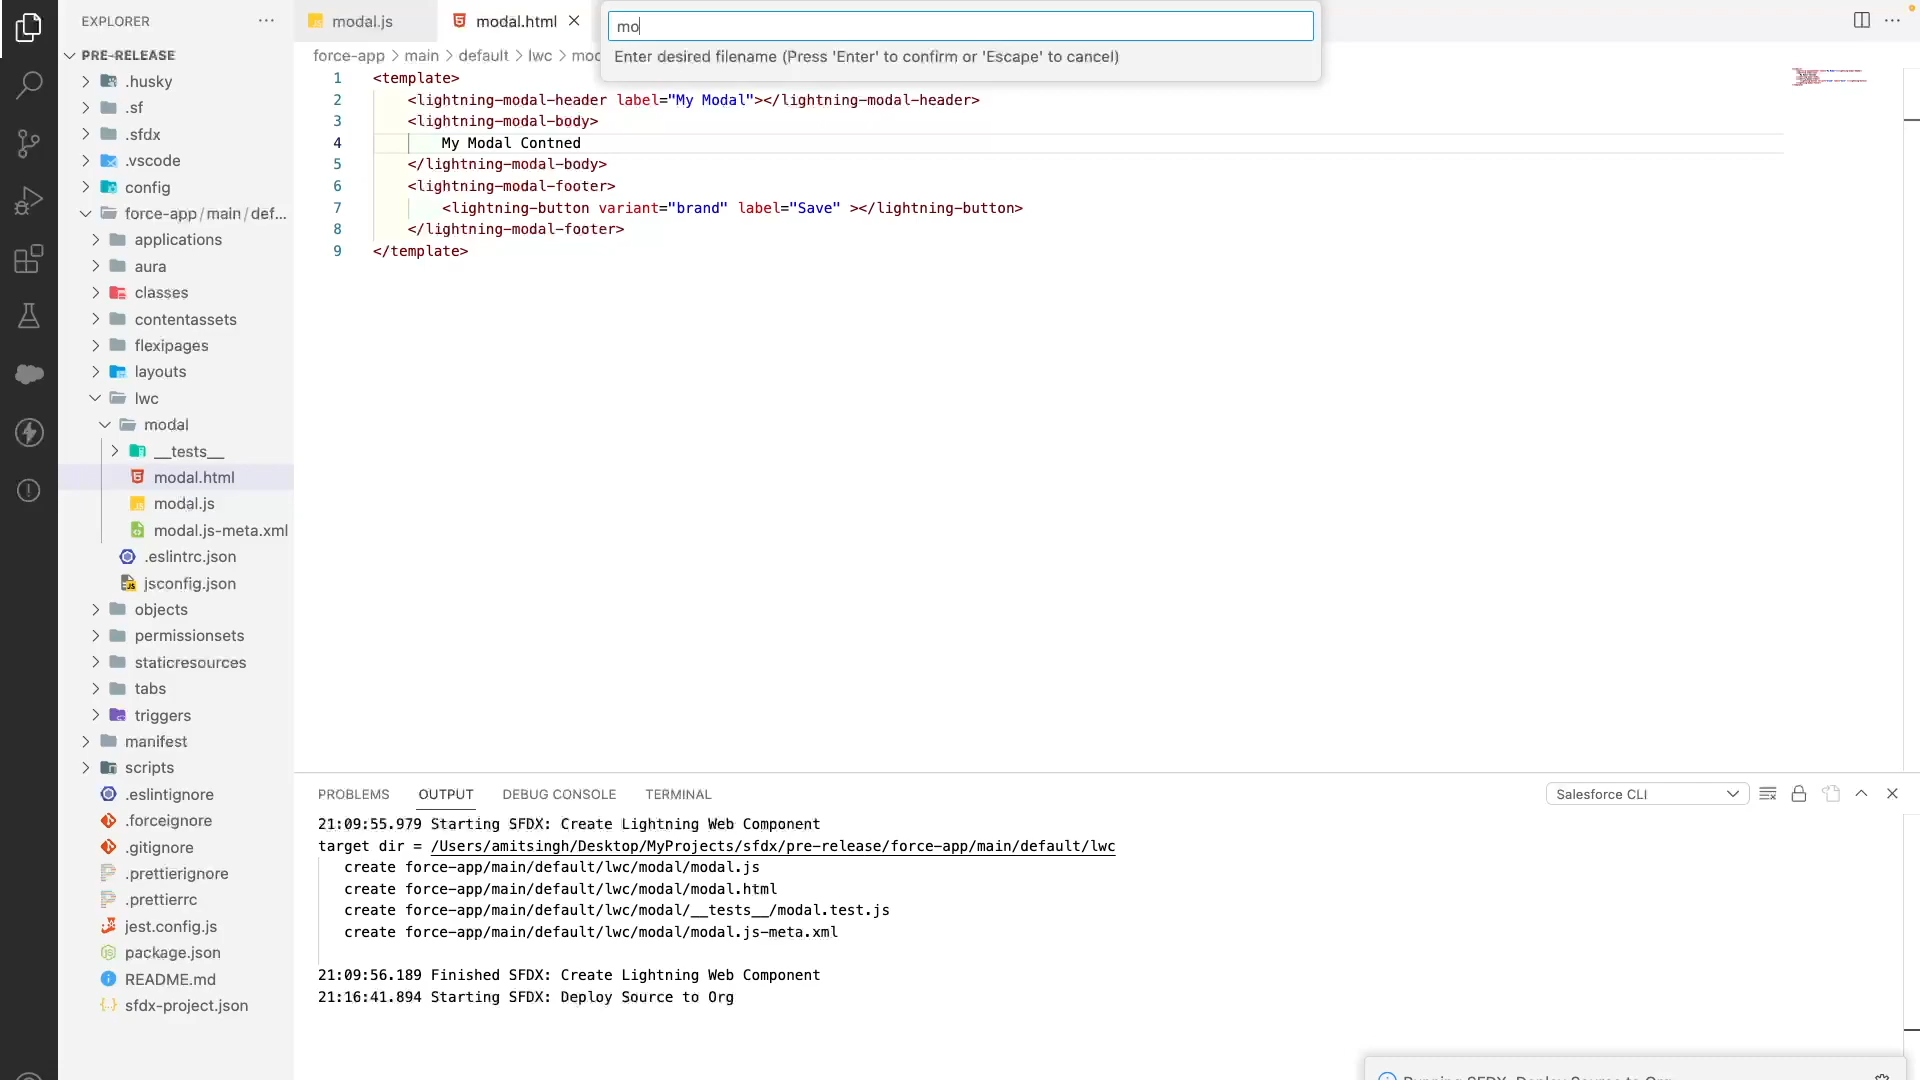 EXPLORER
modal.js
modal.html
mo
Enter desired filename (Press 'Enter' to confirm or 'Escape' to cancel)
PRE-RELEASE
.husky
.sf
.sfdx
.vscode
config
force-app/main/def...
applications
aura
classes
contentassets
flexipages
layouts
lwc
modal
__tests__
modal.html
modal.js
modal.js-meta.xml
.eslintrc.json
jsconfig.json
objects
permissionsets
staticresources
tabs
triggers
manifest
scripts
.eslintignore
.forceignore
.gitignore
.prettierignore
.prettierrc
jest.config.js
package.json
README.md
sfdx-project.json
force-app > main > default > lwc >
1 <template>
2 <lightning-modal-header label="My Modal"></lightning-modal-header>
3 <lightning-modal-body>
4 My Modal Contned
5 </lightning-modal-body>
6 <lightning-modal-footer>
7 <lightning-button variant="brand" label="Save" ></lightning-button>
8 </lightning-modal-footer>
9 </template>
PROBLEMS OUTPUT DEBUG CONSOLE TERMINAL
Salesforce CLI
21:09:55.979 Starting SFDX: Create Lightning Web Component
target dir = /Users/amitsingh/Desktop/MyProjects/sfdx/pre-release/force-app/main/default/lwc
create force-app/main/default/lwc/modal/modal.js
create force-app/main/default/lwc/modal/modal.html
create force-app/main/default/lwc/modal/__tests__/modal.test.js
create force-app/main/default/lwc/modal/modal.js-meta.xml
21:09:56.189 Finished SFDX: Create Lightning Web Component
21:16:41.894 Starting SFDX: Deploy Source to Org
Running SFDX: Deploy Source to Org